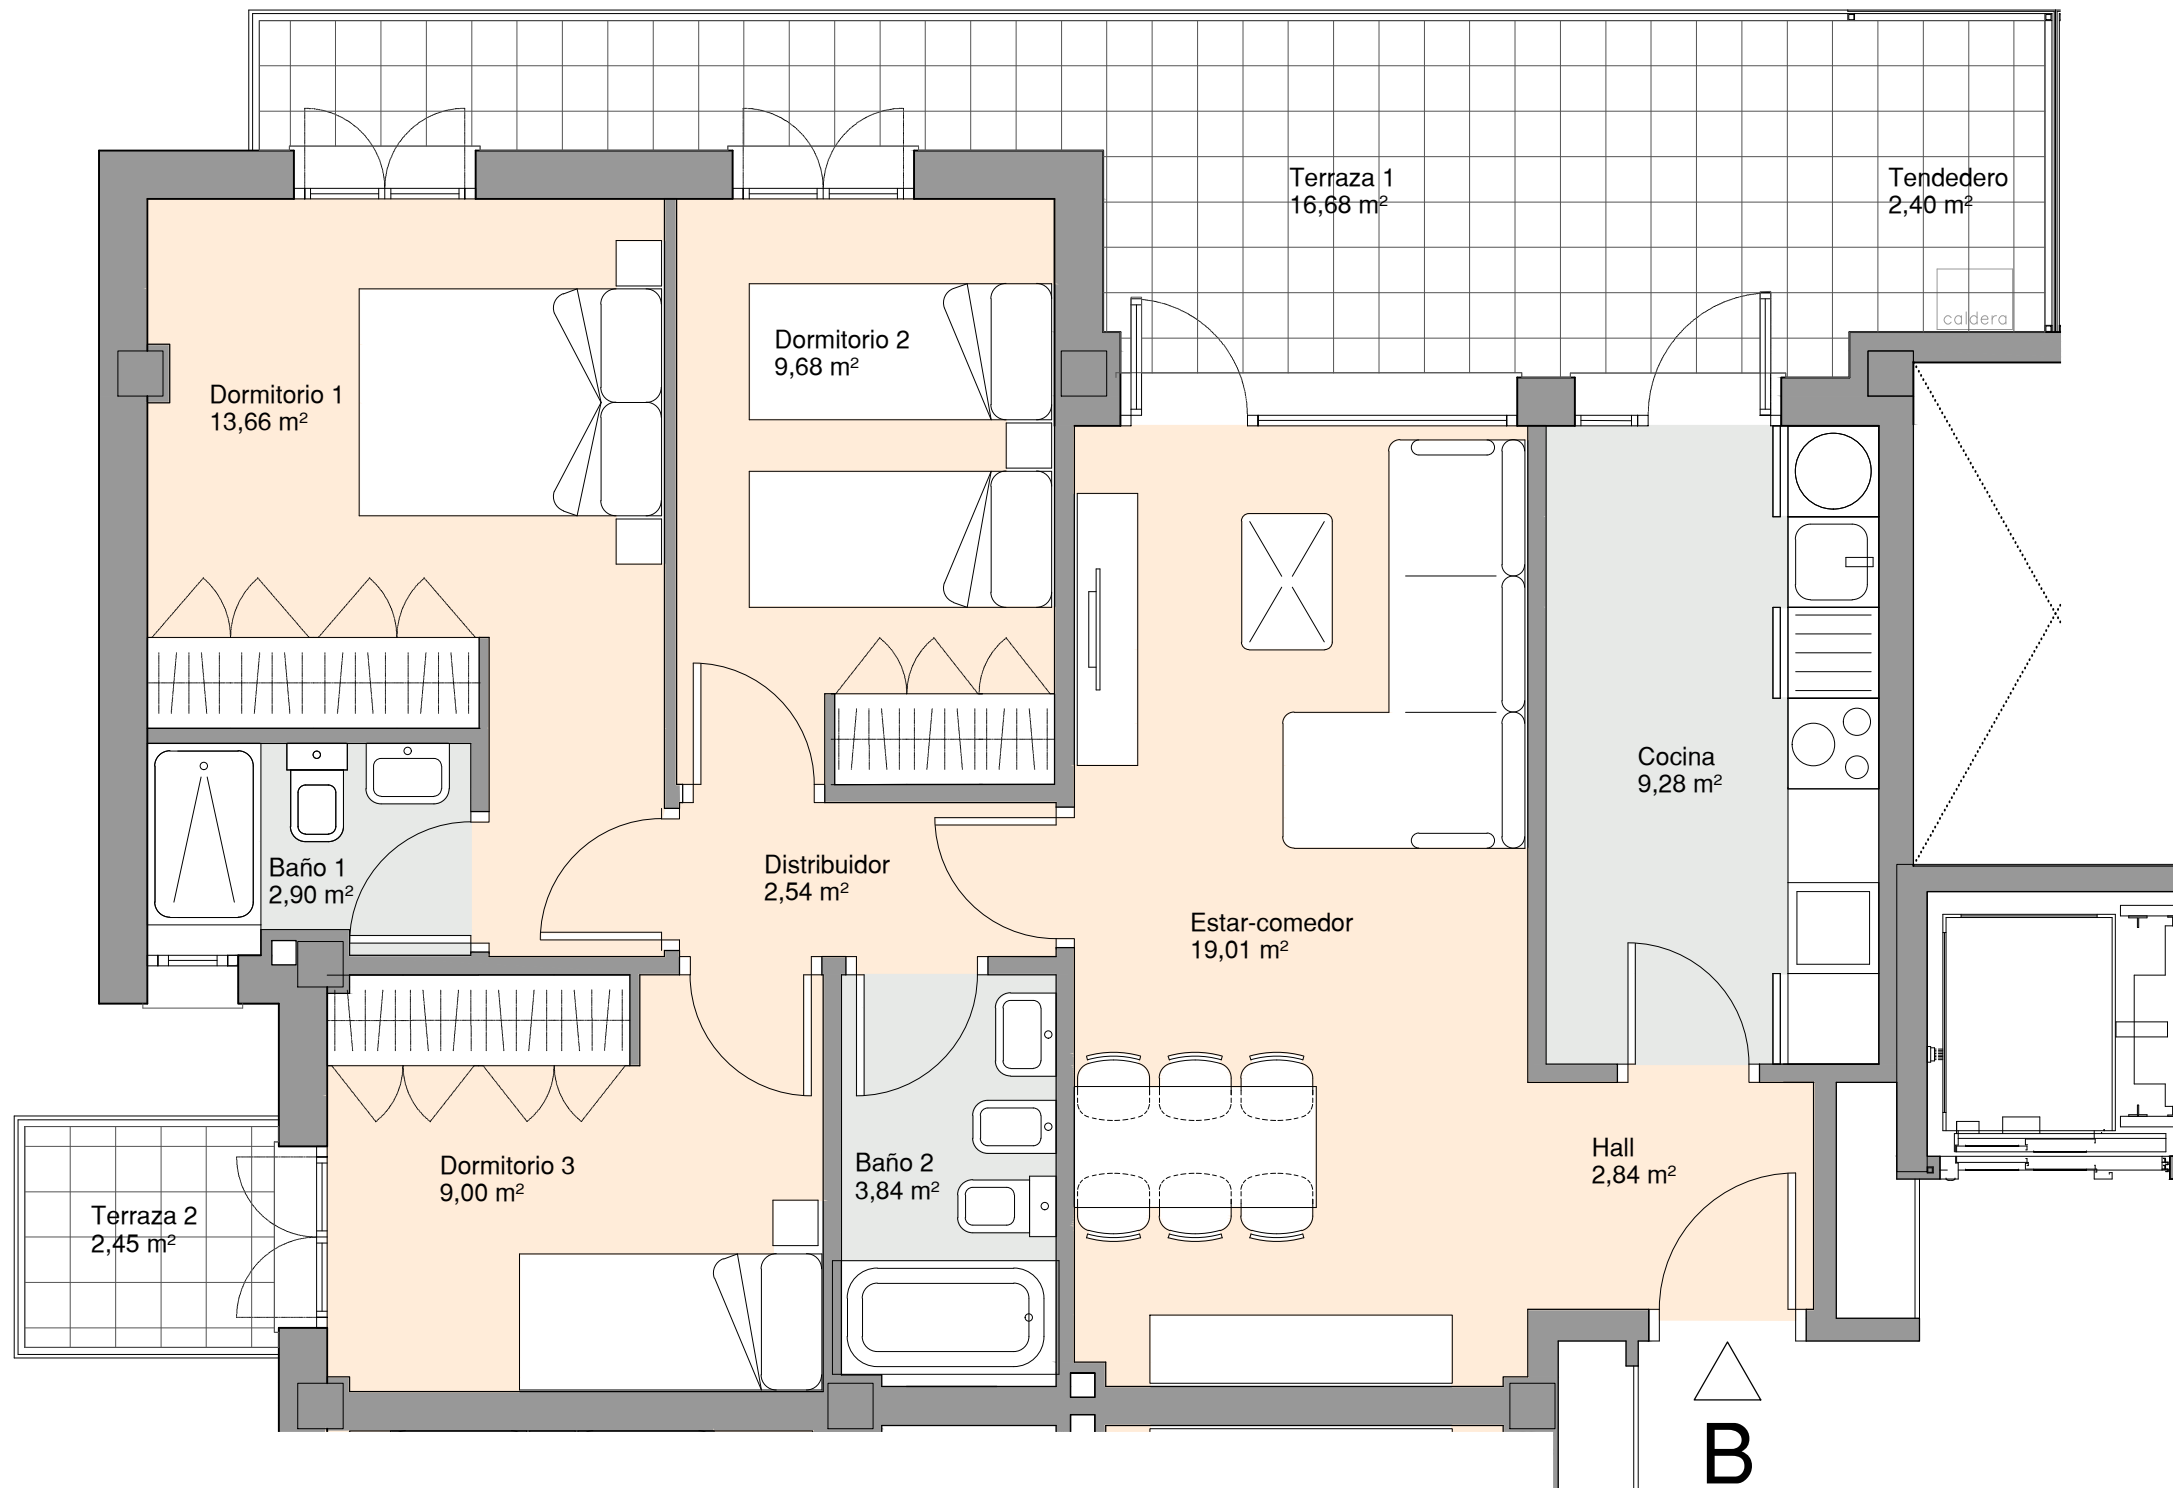 Terraza 1
16,68 m²
Tendedero
2,40 m²
caldera
Dormitorio 2
9,68 m²
Dormitorio 1
13,66 m²
Cocina
9,28 m²
Baño 1
2,90 m²
Distribuidor
2,54 m²
Estar-comedor
19,01 m²
Hall
2,84 m²
Dormitorio 3
9,00 m²
Baño 2
3,84 m²
Terraza 2
2,45 m²
B